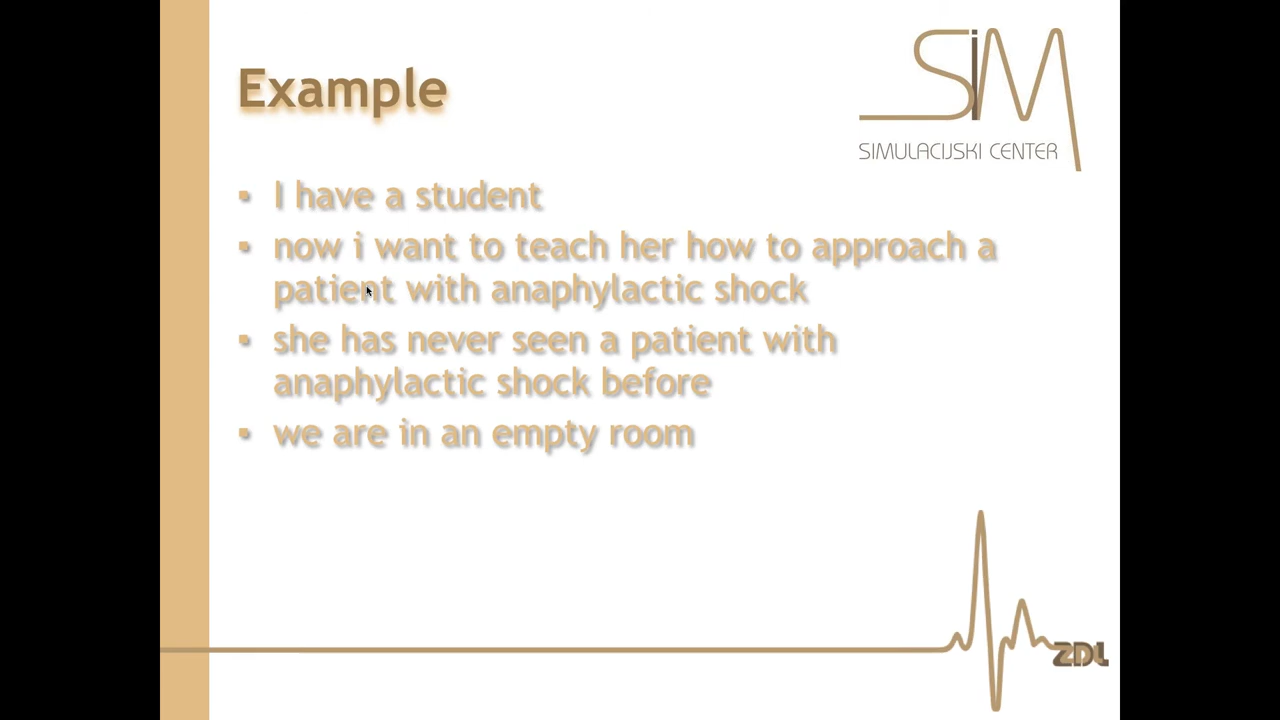 SiM
SIMULACIJSKI CENTER
Example
▪ I have a student
▪ now i want to teach her how to approach a
patient with anaphylactic shock
▪ she has never seen a patient with
anaphylactic shock before
▪ we are in an empty room
ZDL